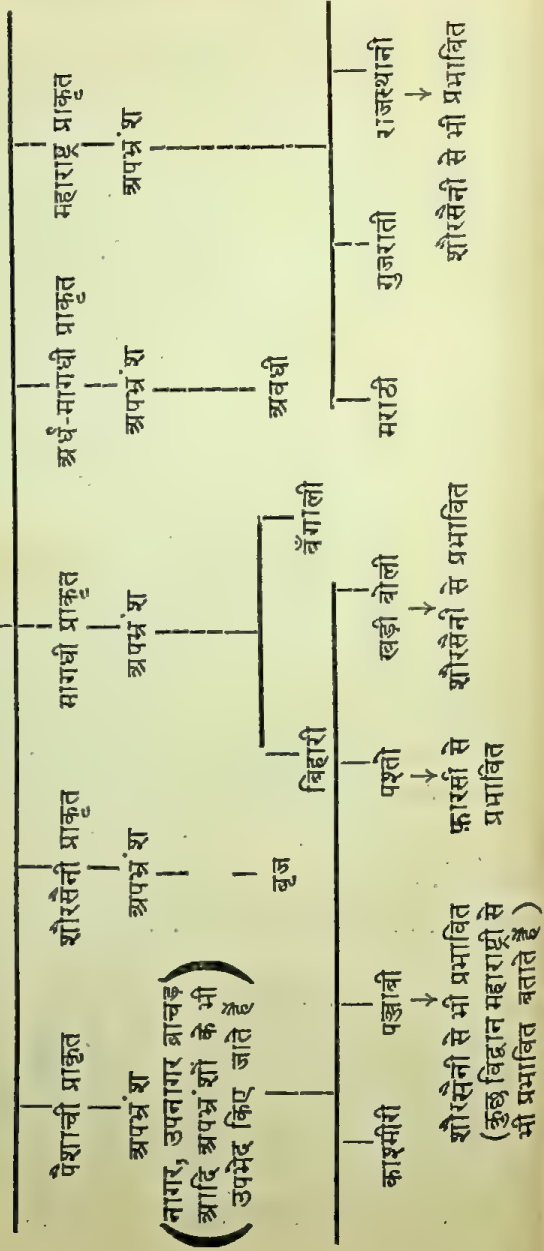 पैशाची प्राकृत
अपभ्रंश
(नागर, उपनागर ब्राचड़
आदि अपभ्रंशों के भी
उपभेद किए जाते हैं)
शौरसेनी प्राकृत
अपभ्रंश
बृज
मागधी प्राकृत
अपभ्रंश
बिहारी
बँगाली
अर्ध-मागधी प्राकृत
अपभ्रंश
अवधी
महाराष्ट्र प्राकृत
अपभ्रंश
काश्मीरी
पञ्जाबी
↓
शौरसेनी से भी प्रभावित
(कुछ विद्वान महाराष्ट्री से
भी प्रभावित बताते हैं)
पश्तो
↓
फ़ारसी से
प्रभावित
खड़ी बोली
↓
शौरसेनी से प्रभावित
मराठी
गुजराती
राजस्थानी
↓
शौरसेनी से भी प्रभावित